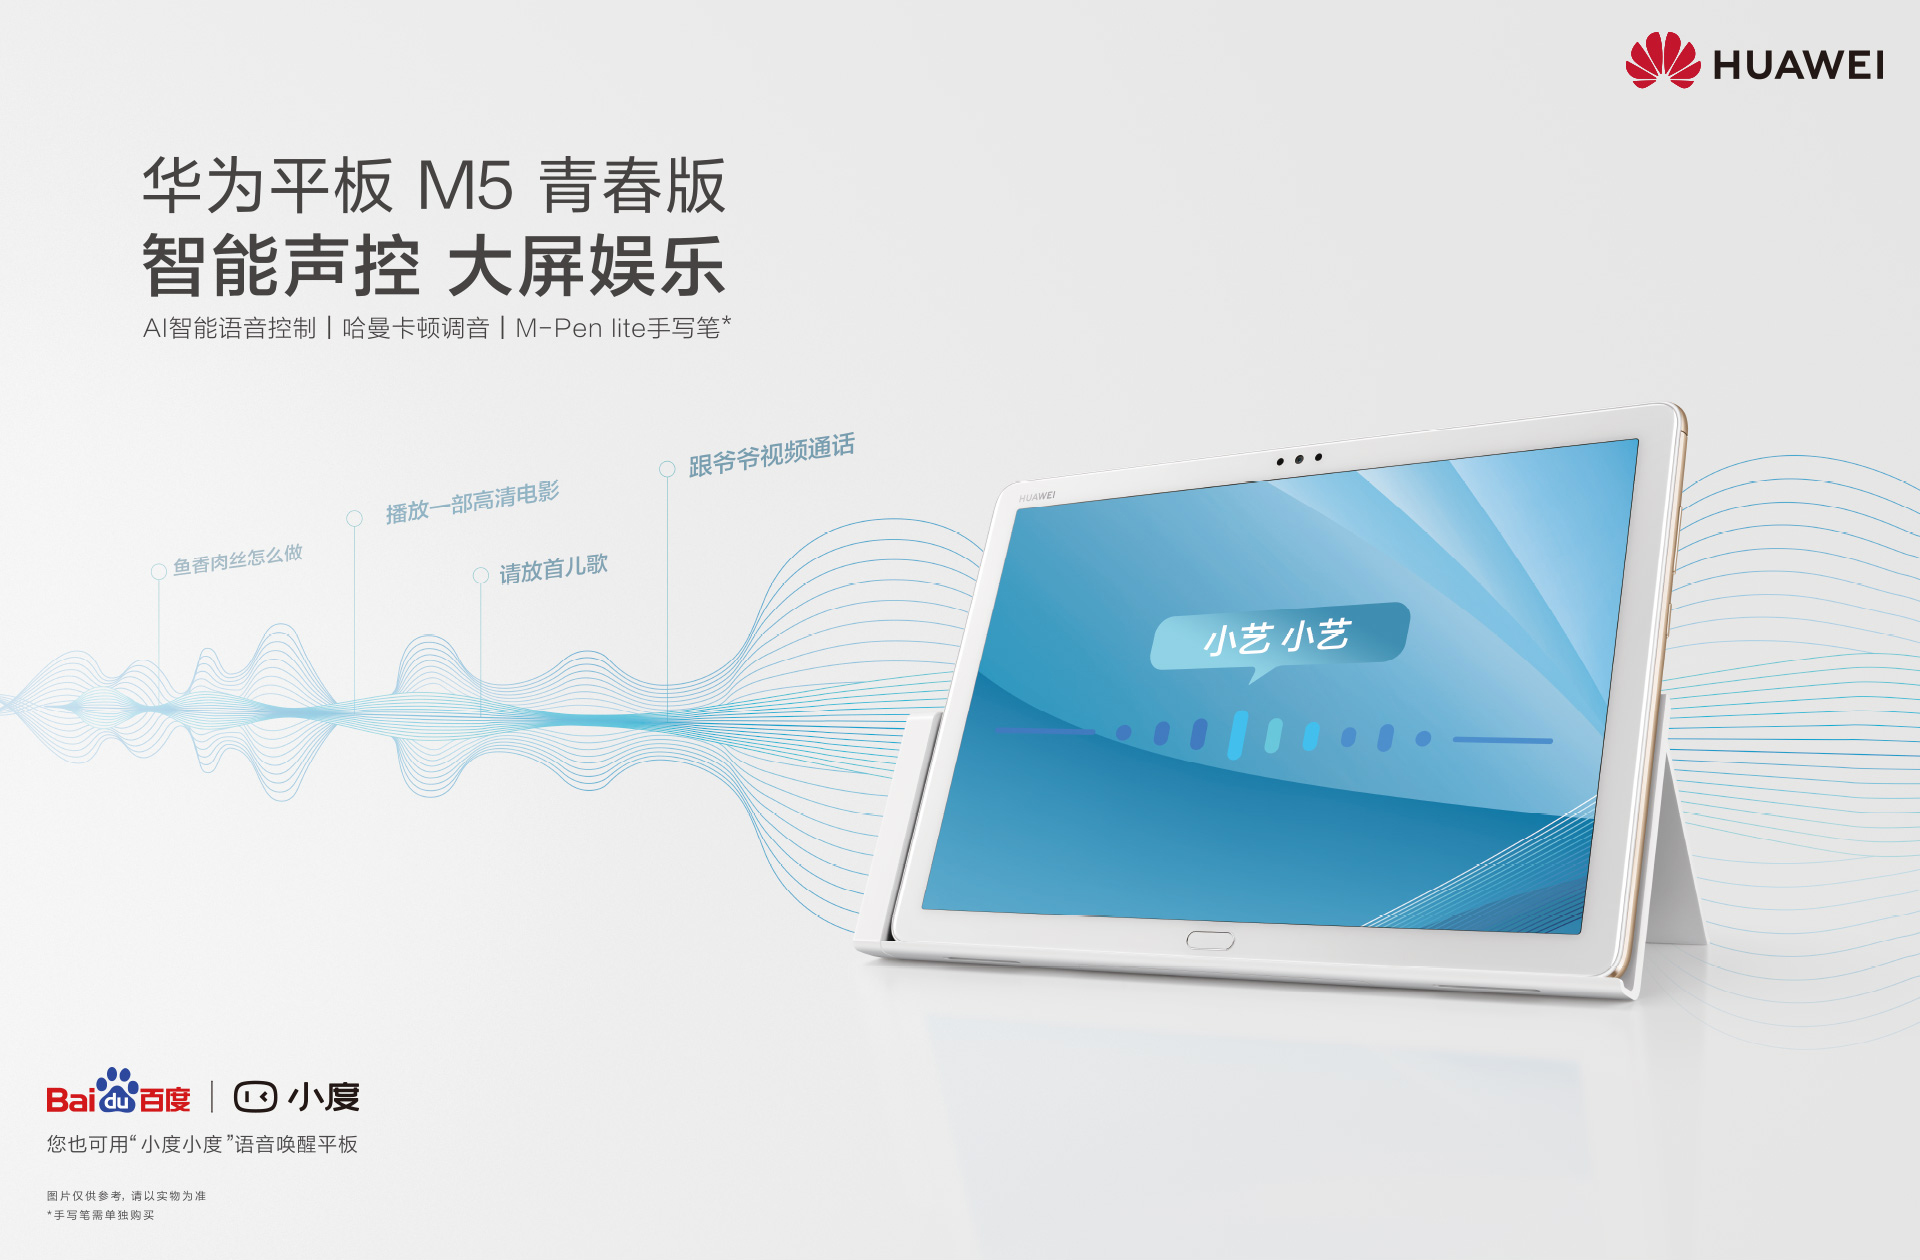 HUAWEI
华为平板 M5 青春版
智能声控 大屏娱乐
AI智能语音控制 | 哈曼卡顿调音 | M-Pen lite手写笔*
跟爷爷视频通话
播放一部高清电影
请放首儿歌
鱼香肉丝怎么做
HUAWEI
小艺 小艺
Bai du 百度 | 小度
您也可用“小度小度”语音唤醒平板
图片仅供参考, 请以实物为准
*手写笔需单独购买